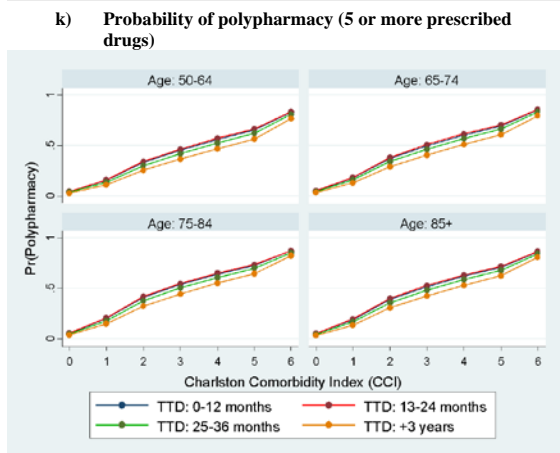 k) Probability of polypharmacy (5 or more prescribed
drugs)
Age: 50-64
Age: 65-74
1
.5
0
Age: 75-84
Age: 85+
1
.5
0
Pr(Polypharmacy)
0 1 2 3 4 5 6
0 1 2 3 4 5 6
Charlston Comorbidity Index (CCI)
TTD: 0-12 months
TTD: 13-24 months
TTD: 25-36 months
TTD: +3 years